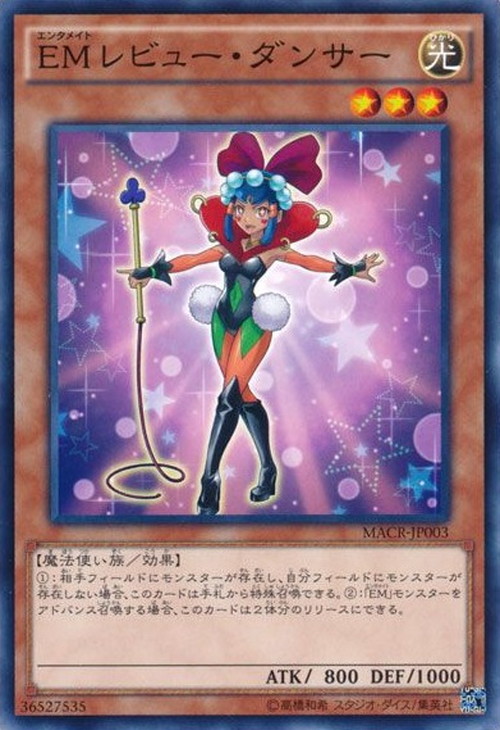 エンタメイト
EMレビュー・ダンサー
ひかり
光
MACR-JP003
【魔法使い族／効果】
①：相手フィールドにモンスターが存在し、自分フィールドにモンスターが
存在しない場合、このカードは手札から特殊召喚できる。②：「EM」モンスターを
アドバンス召喚する場合、このカードは２体分のリリースにできる。
ATK/ 800 DEF/1000
36527535
©高橋和希 スタジオ・ダイス/集英社